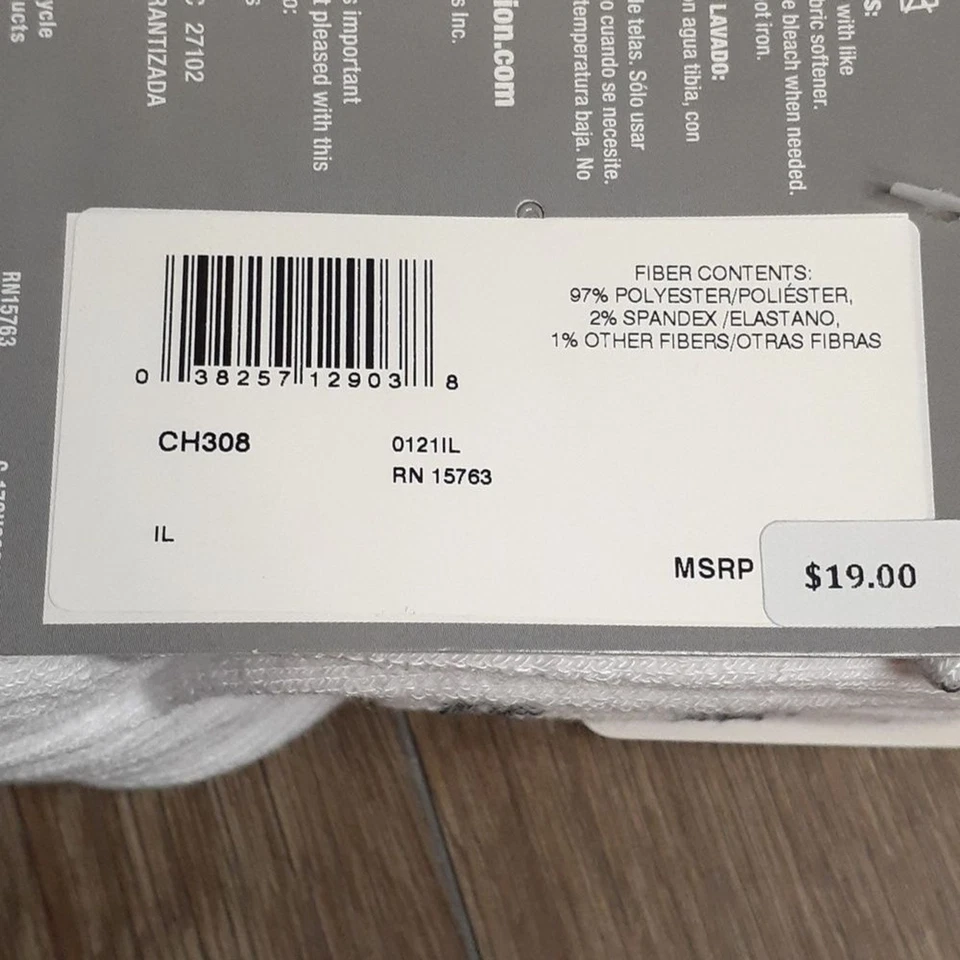 FIBER CONTENTS:
97% POLYESTER/POLIÉSTER,
2% SPANDEX /ELASTANO,
1% OTHER FIBERS/OTRAS FIBRAS
0 38257 12903 8
CH308
0121IL
RN 15763
IL
MSRP
$19.00
S:
with like
bric softener.
e bleach when needed.
ot iron.
LAVADO:
n agua tibia, con
le telas. Sólo usar
o cuando se necesite.
temperatura baja. No
ion.com
s Inc.
s important
t pleased with this
o:
s
C 27102
RANTIZADA
ycle
ucts
RN15763